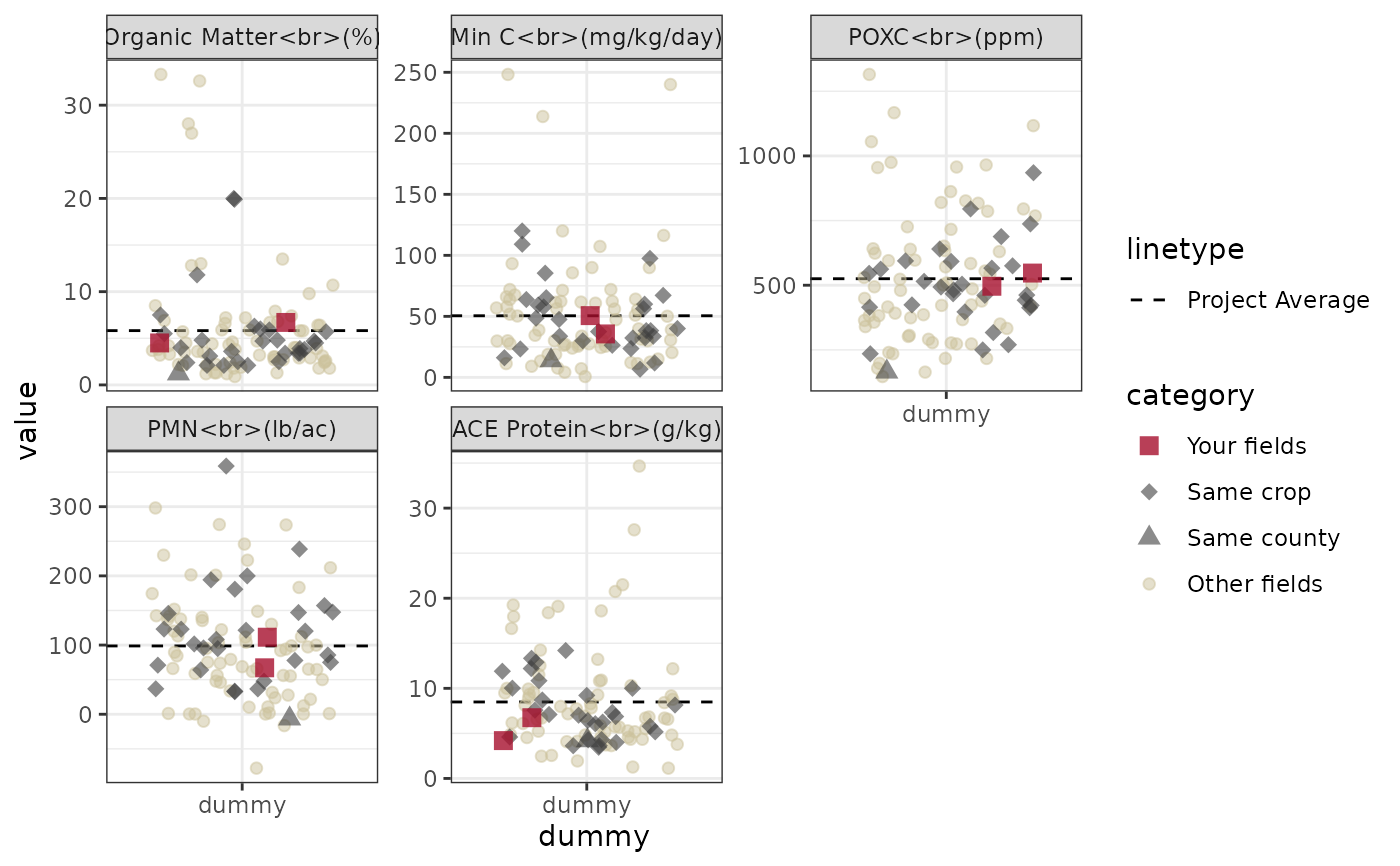 Organic Matter<br>(%)
Min C<br>(mg/kg/day)
POXC<br>(ppm)
30
20
10
0
250
200
150
100
50
0
1000
500
dummy
PMN<br>(lb/ac)
ACE Protein<br>(g/kg)
300
200
100
0
30
20
10
0
dummy
dummy
dummy
value
linetype
Project Average
category
Your fields
Same crop
Same county
Other fields